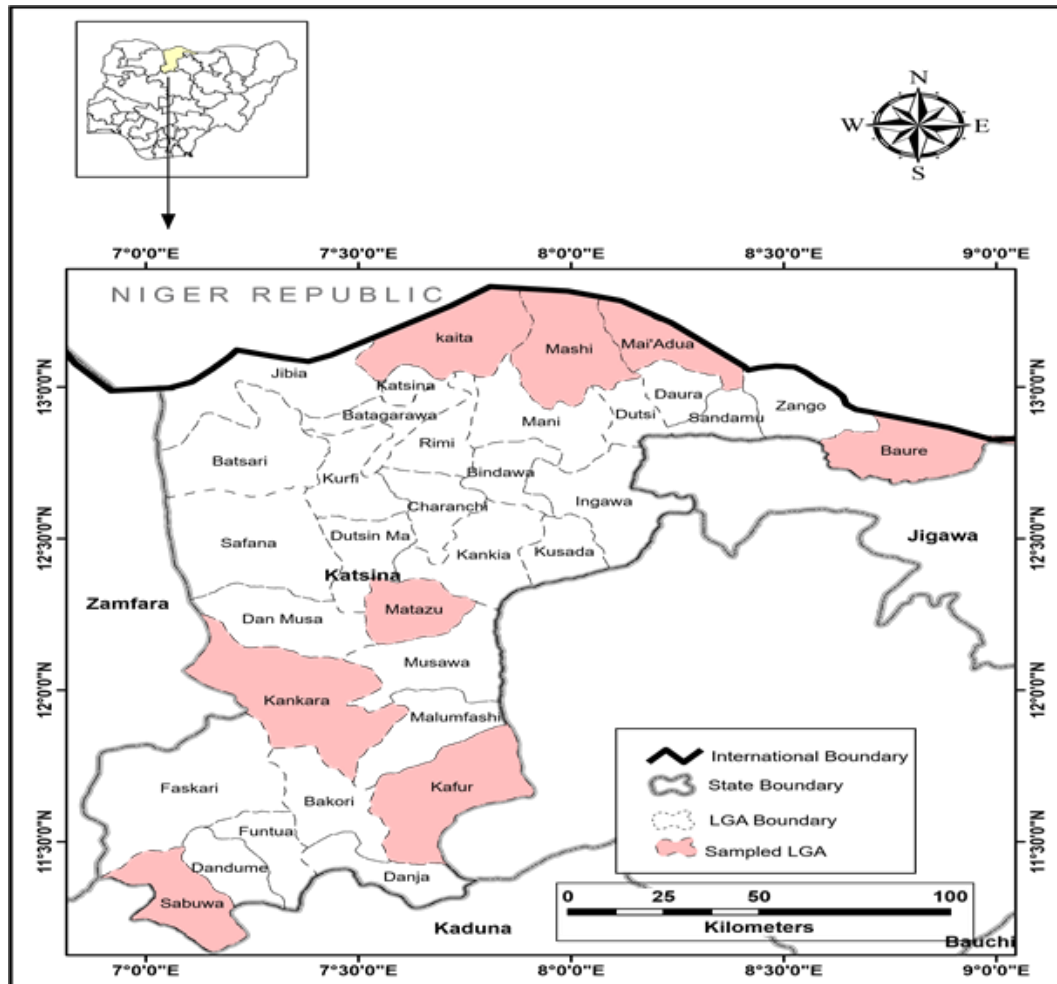 N
W E
S
7°0'0"E 7°30'0"E 8°0'0"E 8°30'0"E 9°0'0"E
NIGER REPUBLIC
kaita
Mashi
Mai'Adua
Jibia
13°0'0"N
13°0'0"N
Katsina
Daura
Batagarawa
Mani
Dutsi
Sandamu
Zango
Rimi
Baure
Batsari
Kurfi
Bindawa
Charanchi
Ingawa
12°30'0"N
12°30'0"N
Safana
Dutsin Ma
Kankia
Kusada
Jigawa
Katsina
Zamfara
Matazu
Dan Musa
Musawa
12°0'0"N
12°0'0"N
Kankara
Malumfashi
Faskari
Bakori
Kafur
International Boundary
State Boundary
LGA Boundary
Sampled LGA
11°30'0"N
11°30'0"N
Funtua
Dandume
Danja
Sabuwa
0 25 50 100
Kilometers
Kaduna
Bauchi
7°0'0"E 7°30'0"E 8°0'0"E 8°30'0"E 9°0'0"E